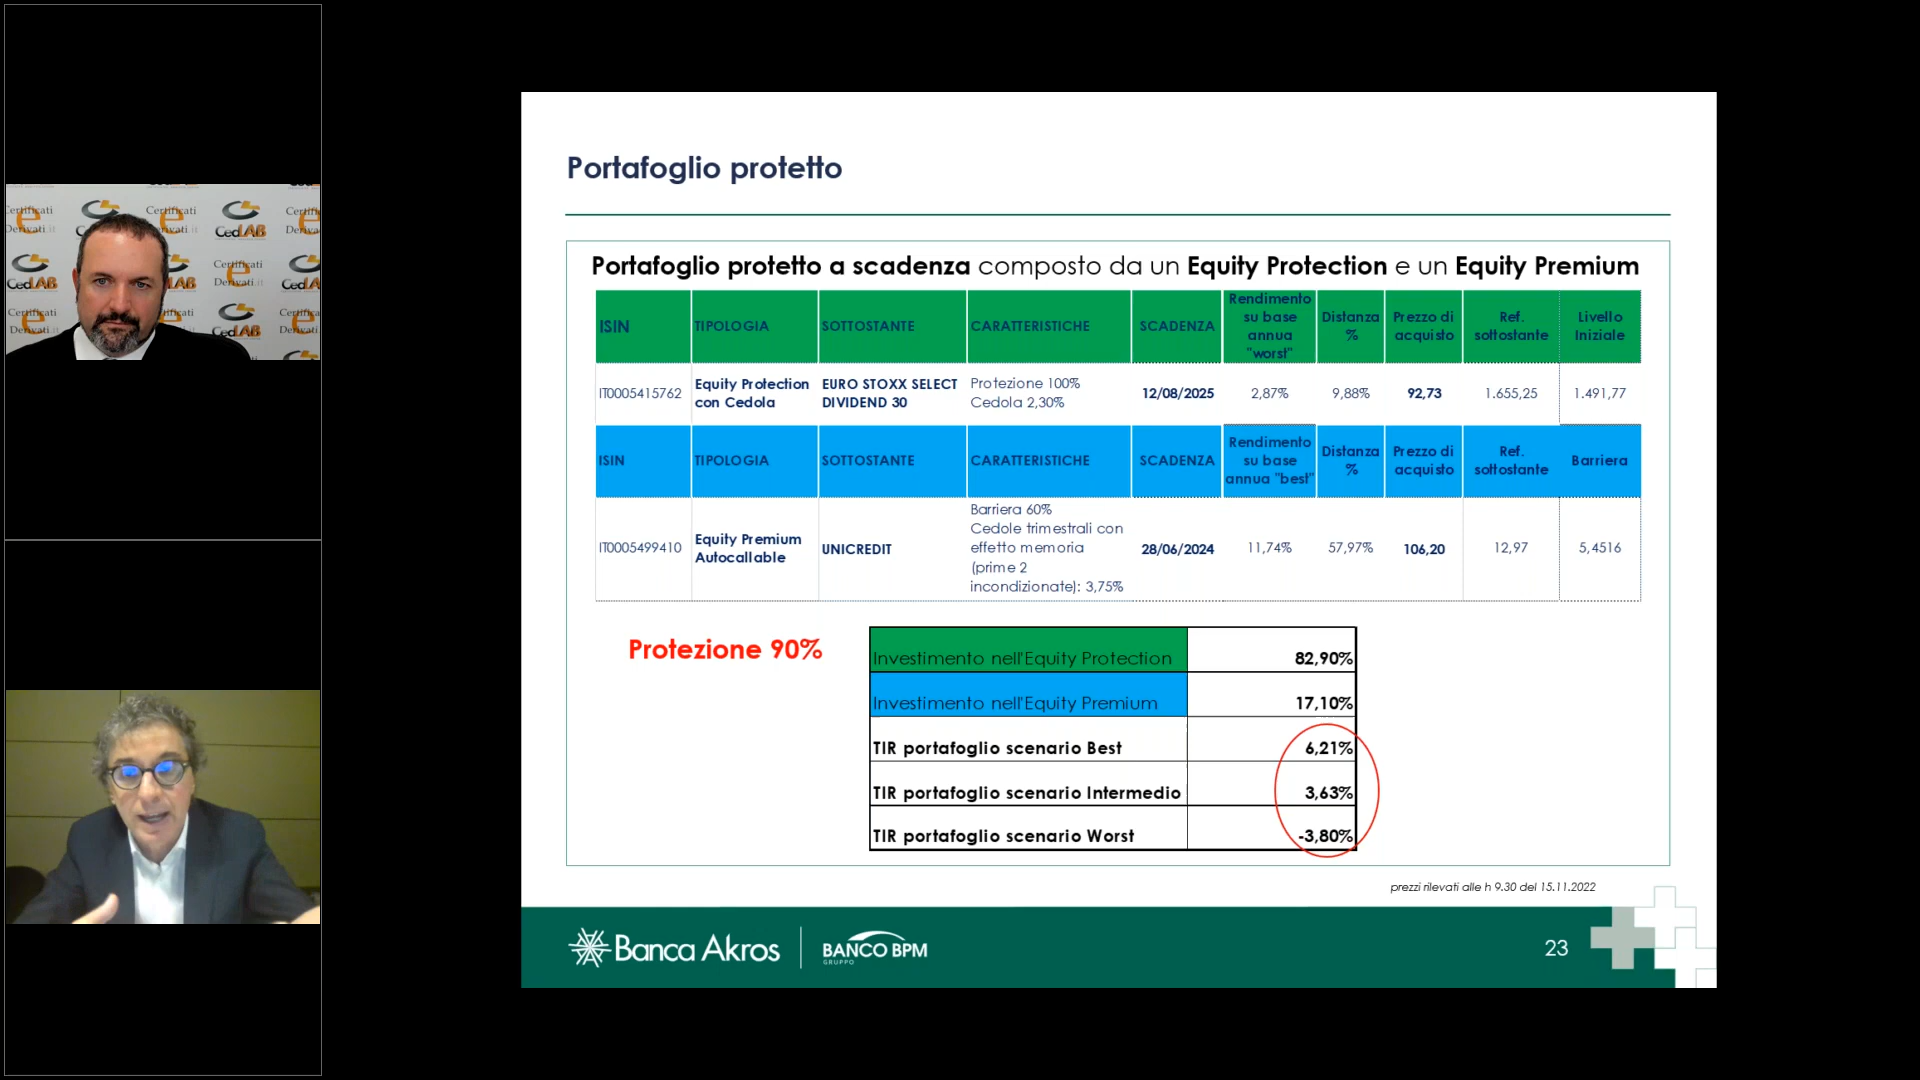 Portafoglio protetto
Portafoglio protetto a scadenza composto da un Equity Protection e un Equity Premium
ISIN TIPOLOGIA SOTTOSTANTE CARATTERISTICHE SCADENZA Rendimento su base annua "worst" Distanza % Prezzo di acquisto Ref. sottostante Livello Iniziale
IT0005415762 Equity Protection con Cedola EURO STOXX SELECT DIVIDEND 30 Protezione 100% Cedola 2,30% 12/08/2025 2,87% 9,88% 92,73 1.655,25 1.491,77
ISIN TIPOLOGIA SOTTOSTANTE CARATTERISTICHE SCADENZA Rendimento su base annua "best" Distanza % Prezzo di acquisto Ref. sottostante Barriera
IT0005499410 Equity Premium Autocallable UNICREDIT Barriera 60% Cedole trimestrali con effetto memoria (prime 2 incondizionate): 3,75% 28/06/2024 11,74% 57,97% 106,20 12,97 5,4516
Protezione 90%
Investimento nell'Equity Protection 82,90%
Investimento nell'Equity Premium 17,10%
TIR portafoglio scenario Best 6,21%
TIR portafoglio scenario Intermedio 3,63%
TIR portafoglio scenario Worst -3,80%
prezzi rilevati alle h 9.30 del 15.11.2022
Banca Akros
BANCO BPM
GRUPPO
23
Certificati
Derivati.it
CedLAB